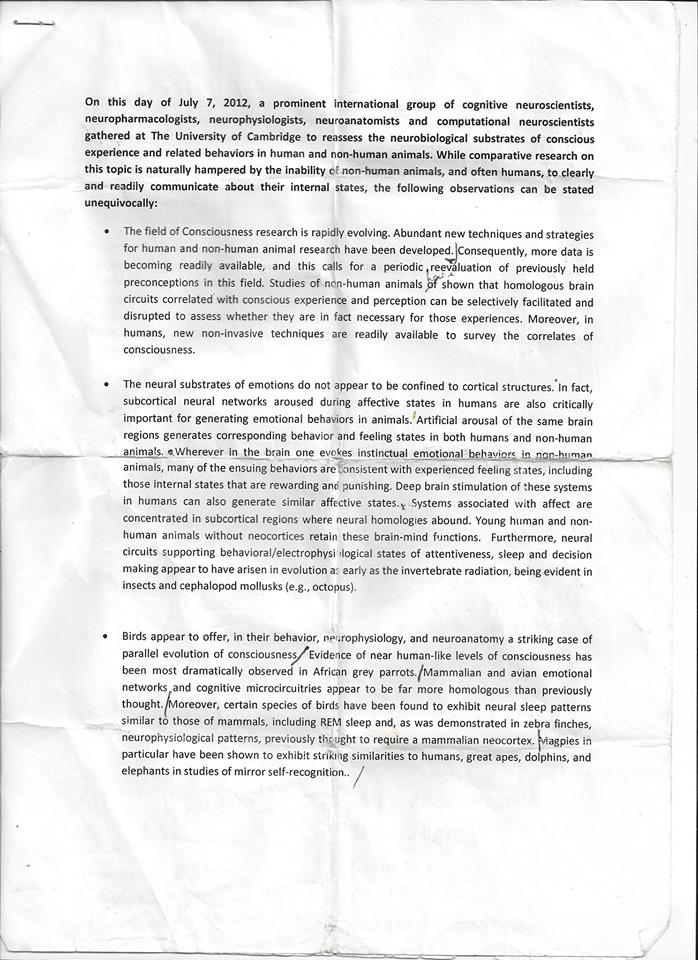 On this day of July 7, 2012, a prominent international group of cognitive neuroscientists,
neuropharmacologists, neurophysiologists, neuroanatomists and computational neuroscientists
gathered at The University of Cambridge to reassess the neurobiological substrates of conscious
experience and related behaviors in human and non-human animals. While comparative research on
this topic is naturally hampered by the inability of non-human animals, and often humans, to clearly
and readily communicate about their internal states, the following observations can be stated
unequivocally:
• The field of Consciousness research is rapidly evolving. Abundant new techniques and strategies
for human and non-human animal research have been developed. Consequently, more data is
becoming readily available, and this calls for a periodic reevaluation of previously held
preconceptions in this field. Studies of non-human animals of shown that homologous brain
circuits correlated with conscious experience and perception can be selectively facilitated and
disrupted to assess whether they are in fact necessary for those experiences. Moreover, in
humans, new non-invasive techniques are readily available to survey the correlates of
consciousness.
• The neural substrates of emotions do not appear to be confined to cortical structures. In fact,
subcortical neural networks aroused during affective states in humans are also critically
important for generating emotional behaviors in animals. Artificial arousal of the same brain
regions generates corresponding behavior and feeling states in both humans and non-human
animals. Wherever in the brain one evokes instinctual emotional behaviors in non-human
animals, many of the ensuing behaviors are consistent with experienced feeling states, including
those internal states that are rewarding and punishing. Deep brain stimulation of these systems
in humans can also generate similar affective states. Systems associated with affect are
concentrated in subcortical regions where neural homologies abound. Young human and non-
human animals without neocortices retain these brain-mind functions. Furthermore, neural
circuits supporting behavioral/electrophysiological states of attentiveness, sleep and decision
making appear to have arisen in evolution as early as the invertebrate radiation, being evident in
insects and cephalopod mollusks (e.g., octopus).
• Birds appear to offer, in their behavior, neurophysiology, and neuroanatomy a striking case of
parallel evolution of consciousness. Evidence of near human-like levels of consciousness has
been most dramatically observed in African grey parrots. Mammalian and avian emotional
networks and cognitive microcircuitries appear to be far more homologous than previously
thought. Moreover, certain species of birds have been found to exhibit neural sleep patterns
similar to those of mammals, including REM sleep and, as was demonstrated in zebra finches,
neurophysiological patterns, previously thought to require a mammalian neocortex. Magpies in
particular have been shown to exhibit striking similarities to humans, great apes, dolphins, and
elephants in studies of mirror self-recognition..